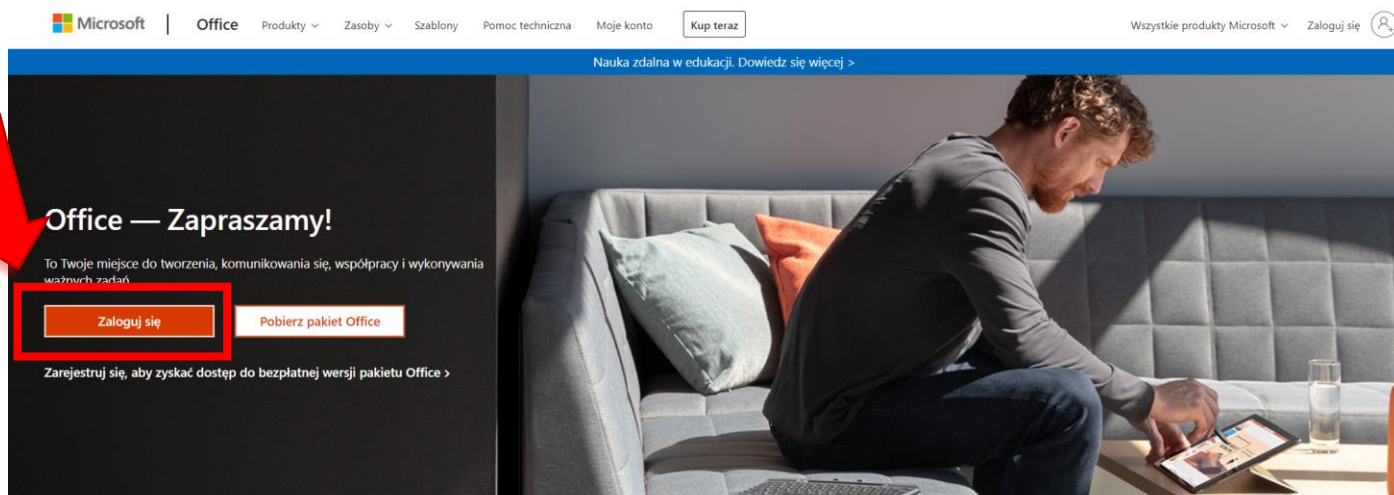 Microsoft | Office Produkty Zasoby Szablony Pomoc techniczna Moje konto Kup teraz Wszystkie produkty Microsoft Zaloguj się
Nauka zdalna w edukacji. Dowiedz się więcej >
Office — Zapraszamy!
To Twoje miejsce do tworzenia, komunikowania się, współpracy i wykonywania
ważnych zadań
Zaloguj się Pobierz pakiet Office
Zarejestruj się, aby zyskać dostęp do bezpłatnej wersji pakietu Office >